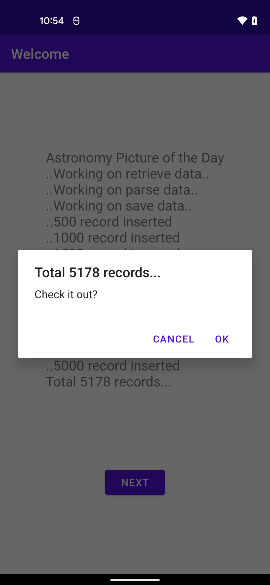 10:54
Welcome
Astronomy Picture of the Day
..Working on retrieve data..
..Working on parse data..
..Working on save data..
..500 record inserted
..1000 record inserted
Total 5178 records...
Check it out?
CANCEL OK
..5000 record inserted
Total 5178 records...
NEXT